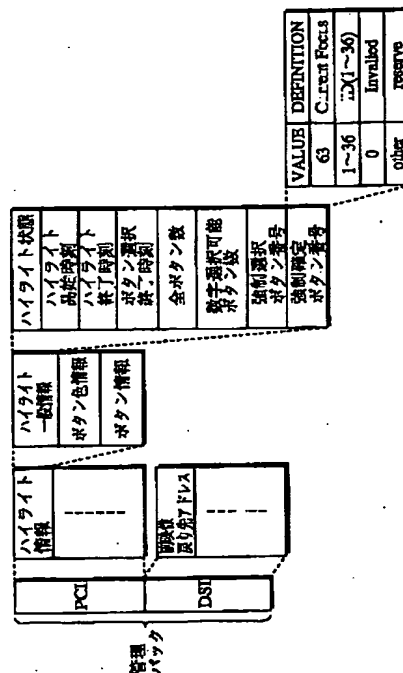 管理
パック
PCI
DSI
ハイライト
情報
戻り先アドレス
ハイライト
一般情報
ボタン色情報
ボタン情報
ハイライト状態
ハイライト
開始時刻
ハイライト
終了時刻
ボタン選択
終了時刻
全ボタン数
数字選択可能
ボタン数
強制選択
ボタン番号
強制確定
ボタン番号
VALUE DEFINITION
63 Current Focus
1～36 (1～36)
0 Invalied
other reserve